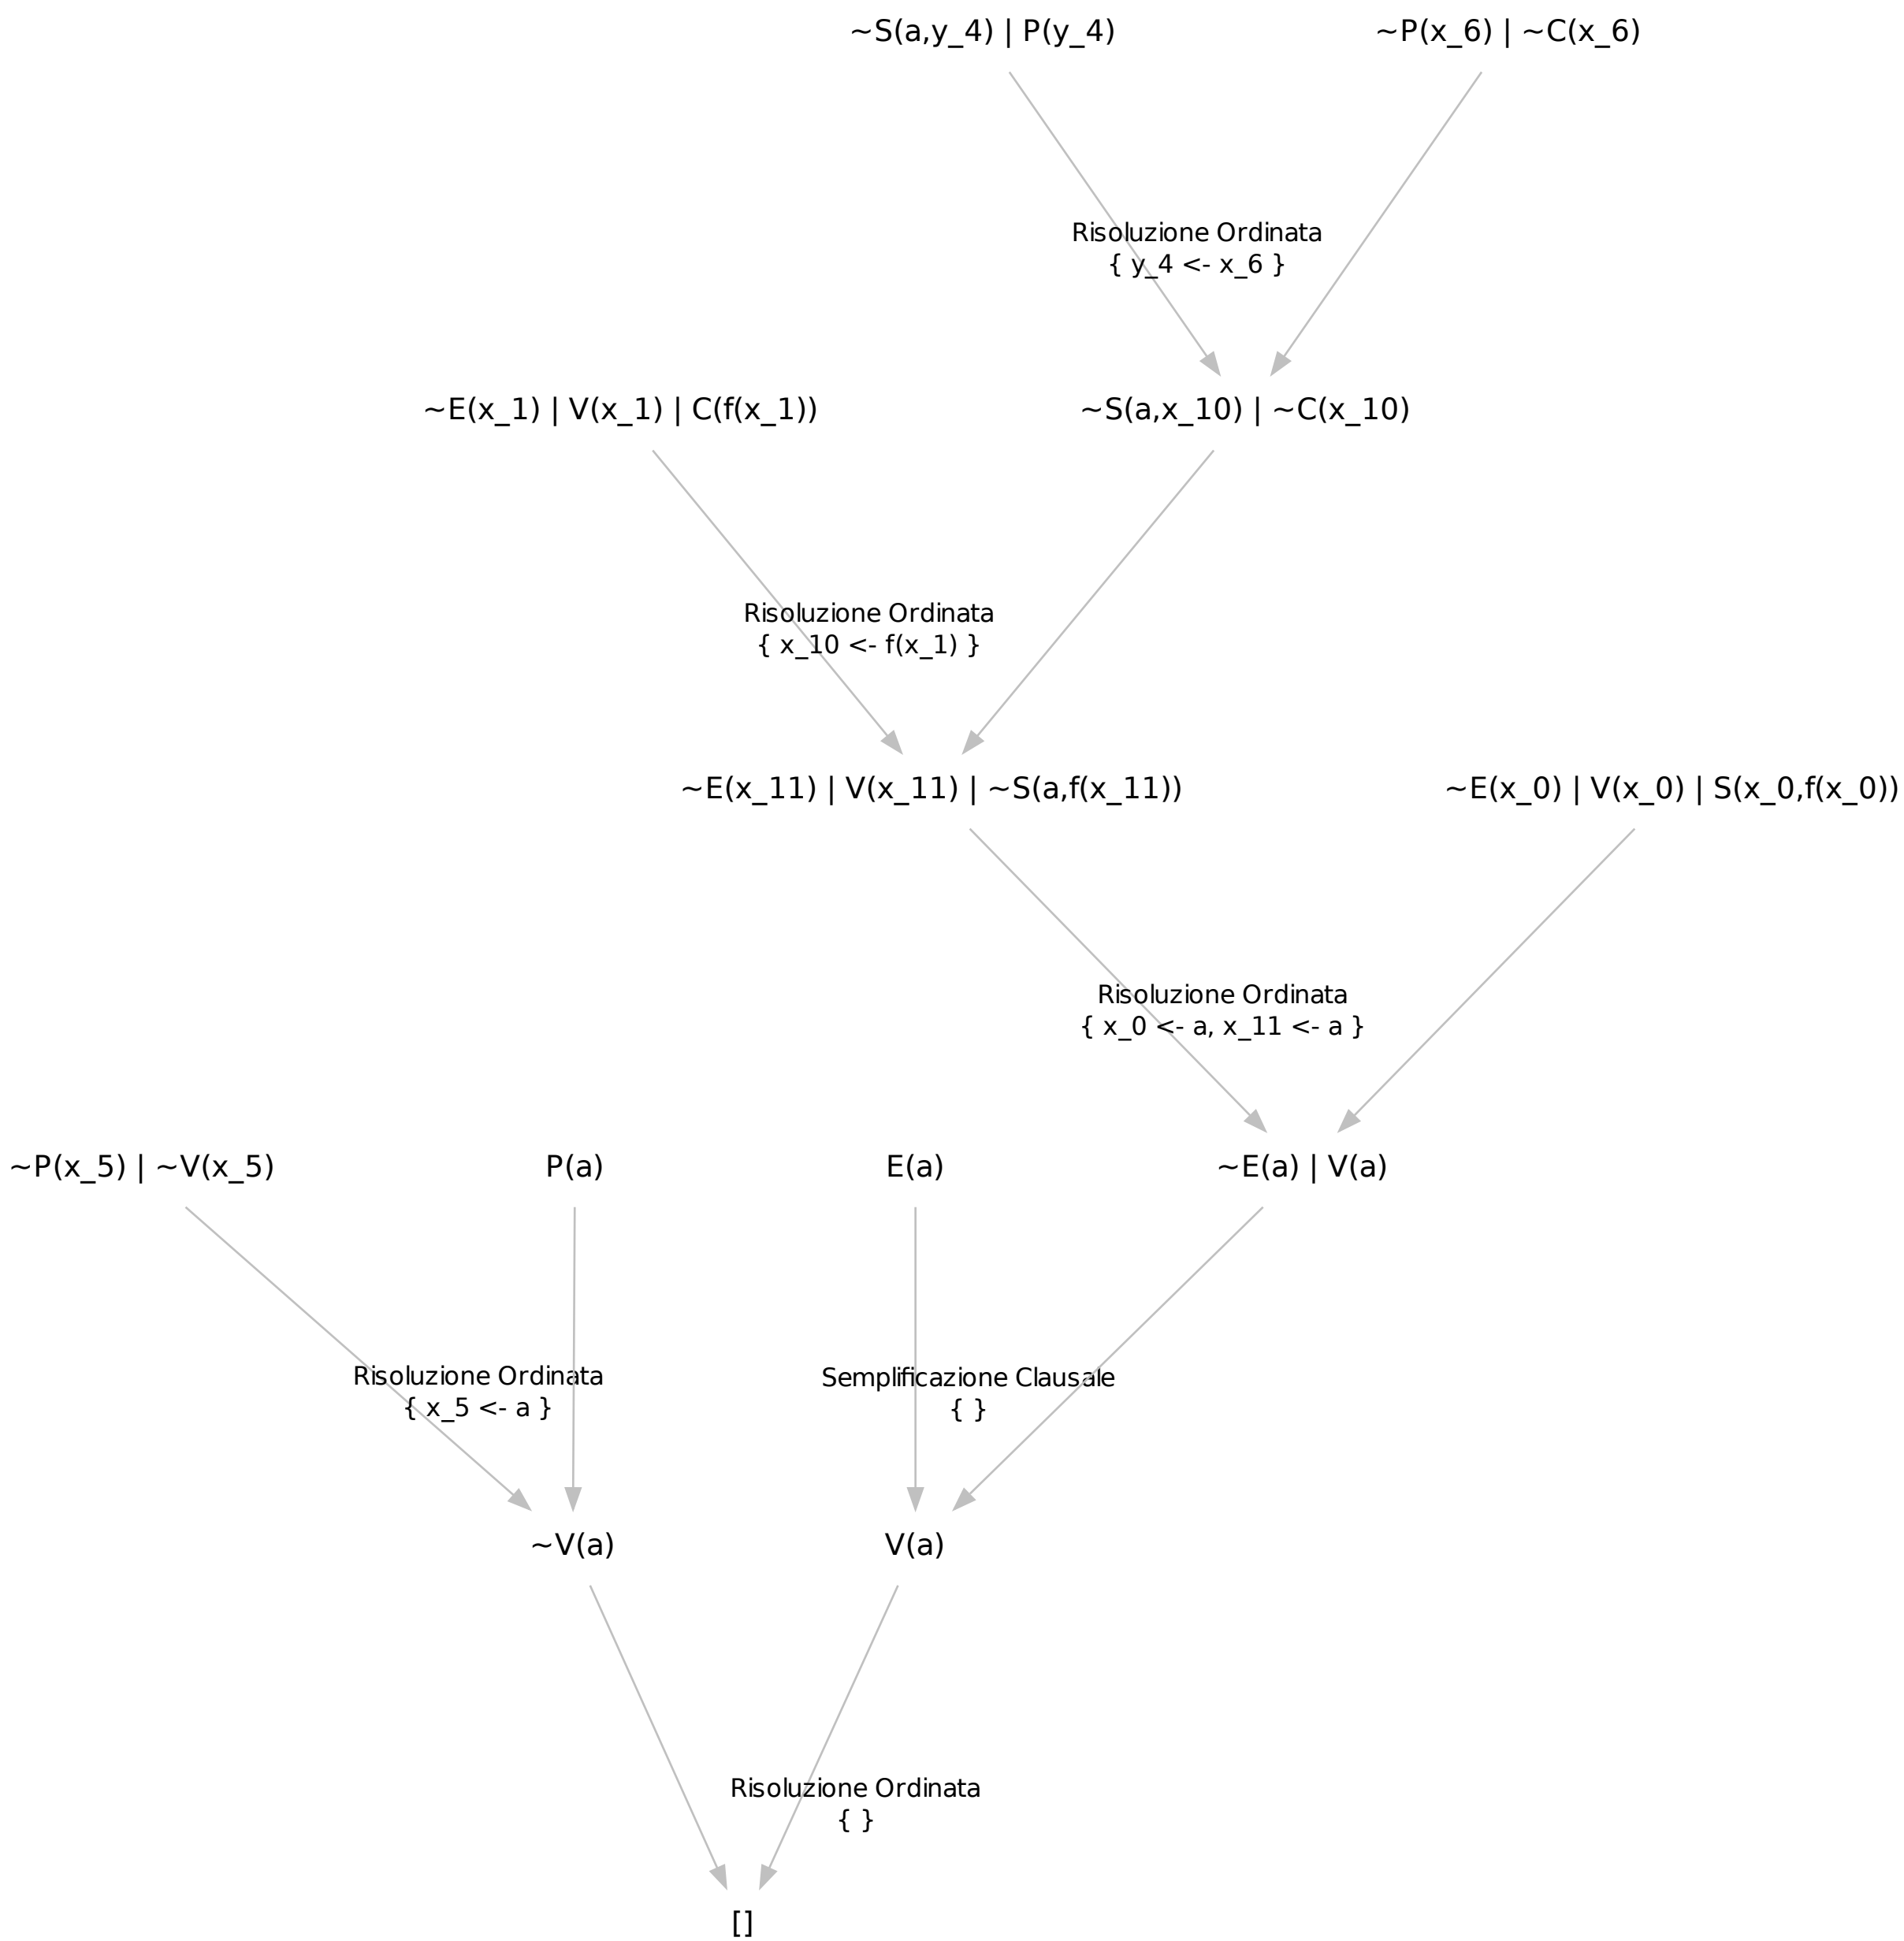 ~S(a,y_4) | P(y_4)
~P(x_6) | ~C(x_6)
Risoluzione Ordinata
{ y_4 <- x_6 }
~E(x_1) | V(x_1) | C(f(x_1))
~S(a,x_10) | ~C(x_10)
Risoluzione Ordinata
{ x_10 <- f(x_1) }
~E(x_11) | V(x_11) | ~S(a,f(x_11))
~E(x_0) | V(x_0) | S(x_0,f(x_0))
Risoluzione Ordinata
{ x_0 <- a, x_11 <- a }
~P(x_5) | ~V(x_5)
P(a)
E(a)
~E(a) | V(a)
Risoluzione Ordinata
{ x_5 <- a }
Semplificazione Clausale
{ }
~V(a)
V(a)
Risoluzione Ordinata
{ }
[]